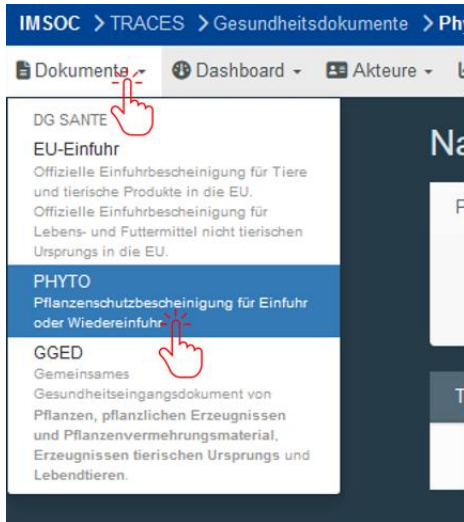 IMSOC > TRACES > Gesundheitsdokumente > Phy
Dokumente Dashboard Akteure
DG SANTE
EU-Einfuhr
Offizielle Einfuhrbescheinigung für Tiere
und tierische Produkte in die EU.
Offizielle Einfuhrbescheinigung für
Lebens- und Futtermittel nicht tierischen
Ursprungs in die EU.
PHYTO
Pflanzenschutzbescheinigung für Einfuhr
oder Wiedereinfuhr
GGED
Gemeinsames
Gesundheitseingangsdokument von
Pflanzen, pflanzlichen Erzeugnissen
und Pflanzenvermehrungsmaterial,
Erzeugnissen tierischen Ursprungs und
Lebendtieren.
Na
T